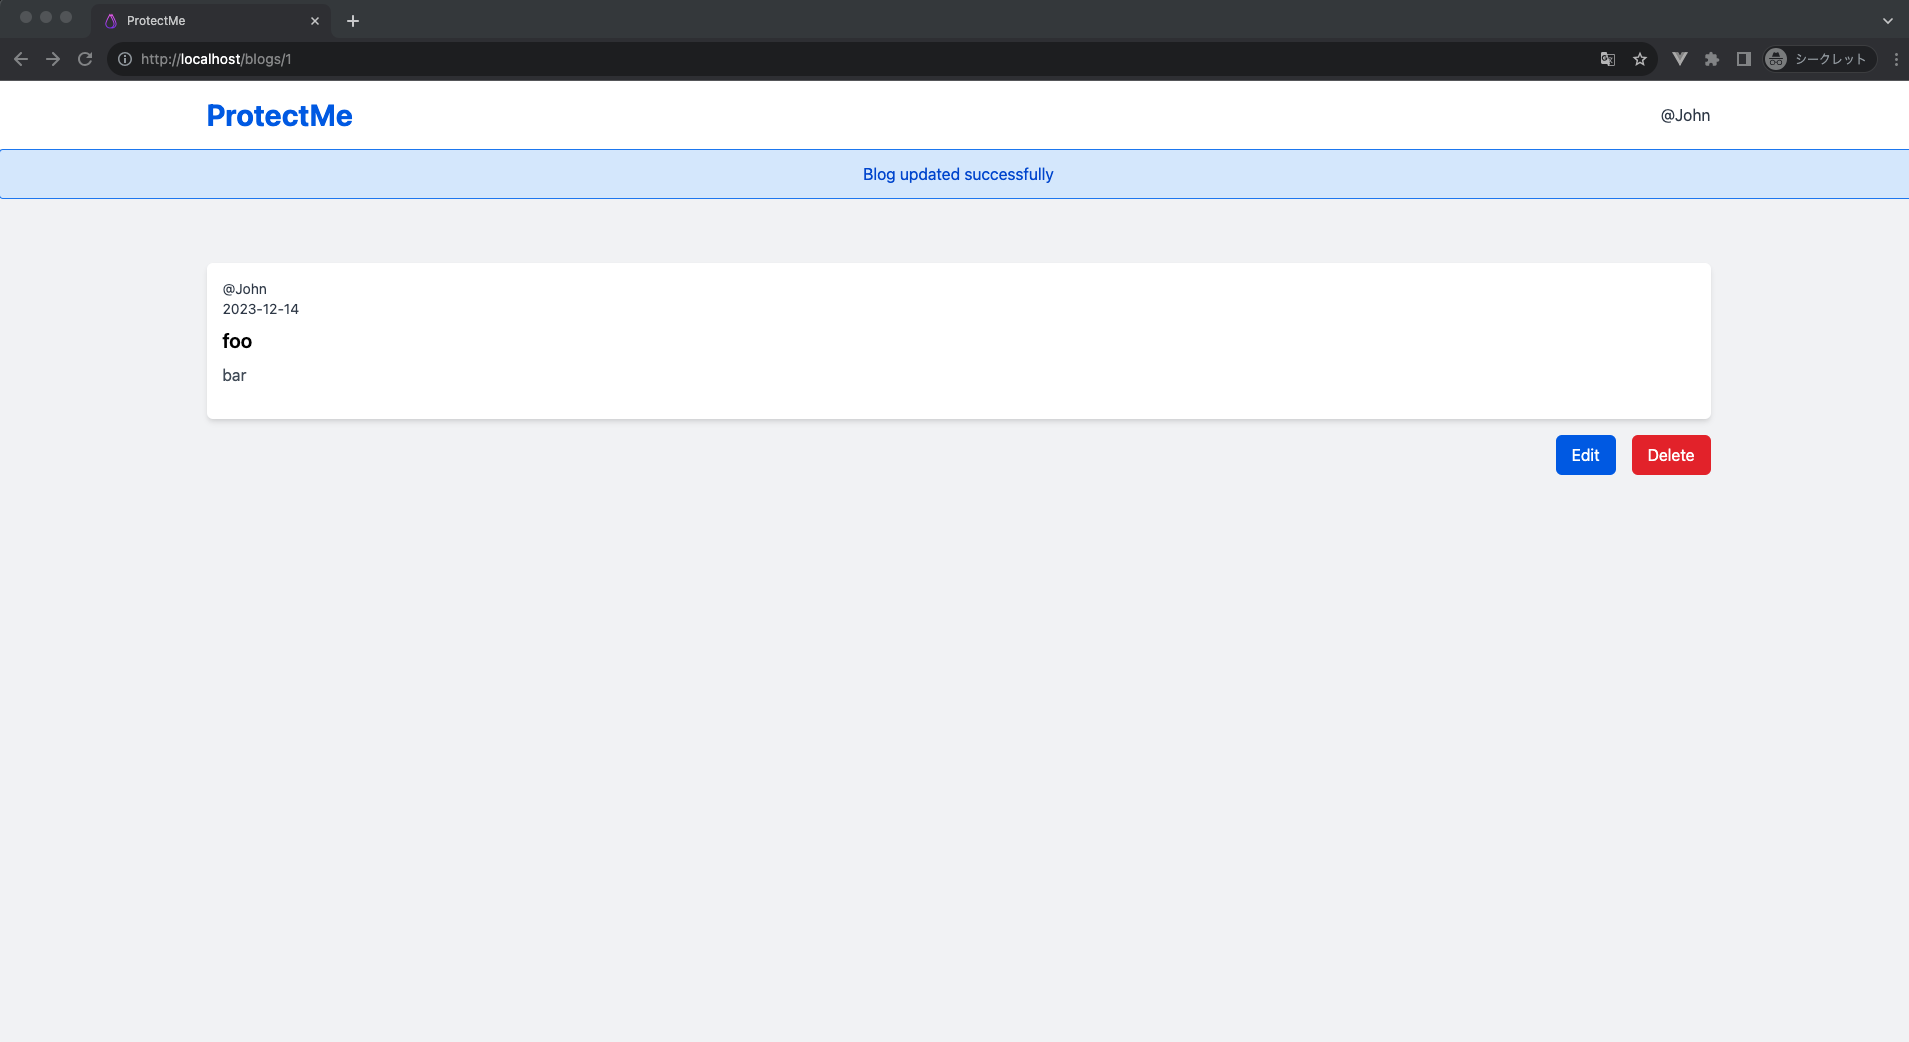 ProtectMe
http://localhost/blogs/1
シークレット
ProtectMe
@John
Blog updated successfully
@John
2023-12-14
foo
bar
Edit
Delete